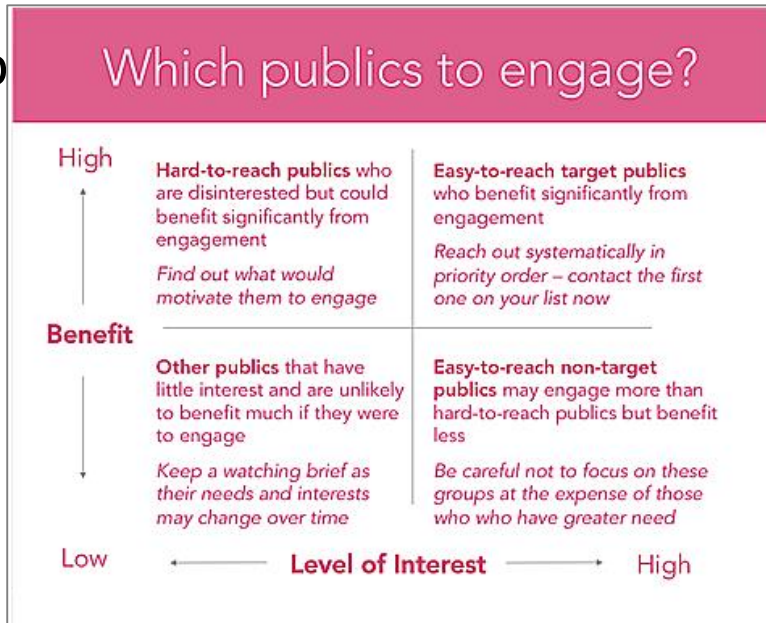 Which publics to engage?
High
Hard-to-reach publics who
are disinterested but could
benefit significantly from
engagement
Find out what would
motivate them to engage
Easy-to-reach target publics
who benefit significantly from
engagement
Reach out systematically in
priority order – contact the first
one on your list now
Benefit
Other publics that have
little interest and are unlikely
to benefit much if they were
to engage
Keep a watching brief as
their needs and interests
may change over time
Easy-to-reach non-target
publics may engage more than
hard-to-reach publics but benefit
less
Be careful not to focus on these
groups at the expense of those
who who have greater need
Low
Level of Interest
High